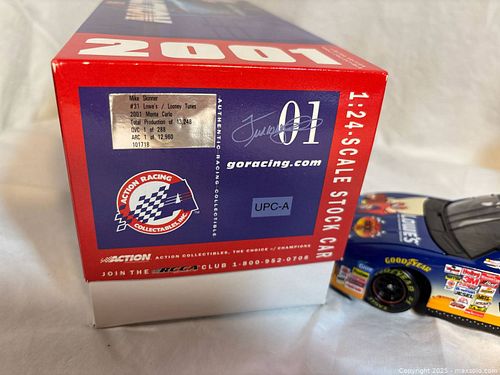 2001
Mike Skinner
#31 Lowe's / Looney Tunes
2001 Monte Carlo
Total Production of 13,248
QVC 1 of 288
ARC 1 of 12,960
101718
AUTHENTIC RACING COLLECTIBLE
01
goracing.com
UPC-A
1:24-SCALE STOCK CAR
ACTION RACING
COLLECTABLES, INC.
ACTION ACTION COLLECTIBLES, THE CHOICE of CHAMPIONS
JOIN THE RCCA CLUB 1-800-952-0708
LOWE'S
GOODYEAR
3M
Copyright 2025 - maxsold.com